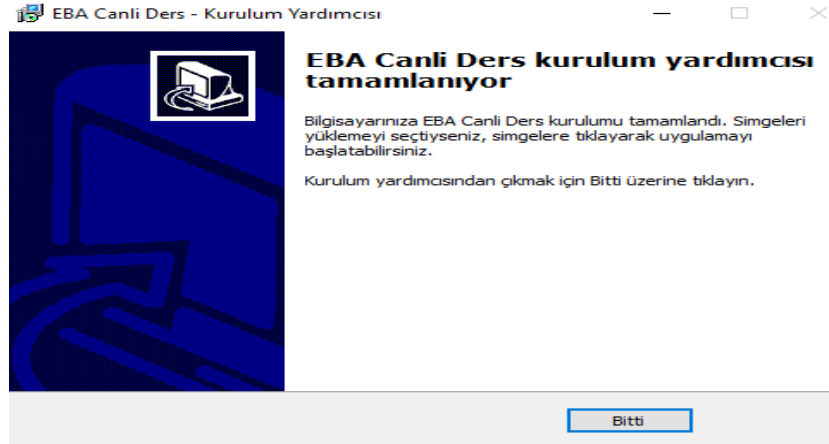 EBA Canli Ders - Kurulum Yardımcısı
EBA Canli Ders kurulum yardımcısı
tamamlanıyor
Bilgisayarınıza EBA Canli Ders kurulumu tamamlandı. Simgeleri
yüklemeyi seçtiyseniz, simgelere tıklayarak uygulamayı
başlatabilirsiniz.
Kurulum yardımcısından çıkmak için Bitti üzerine tıklayın.
Bitti